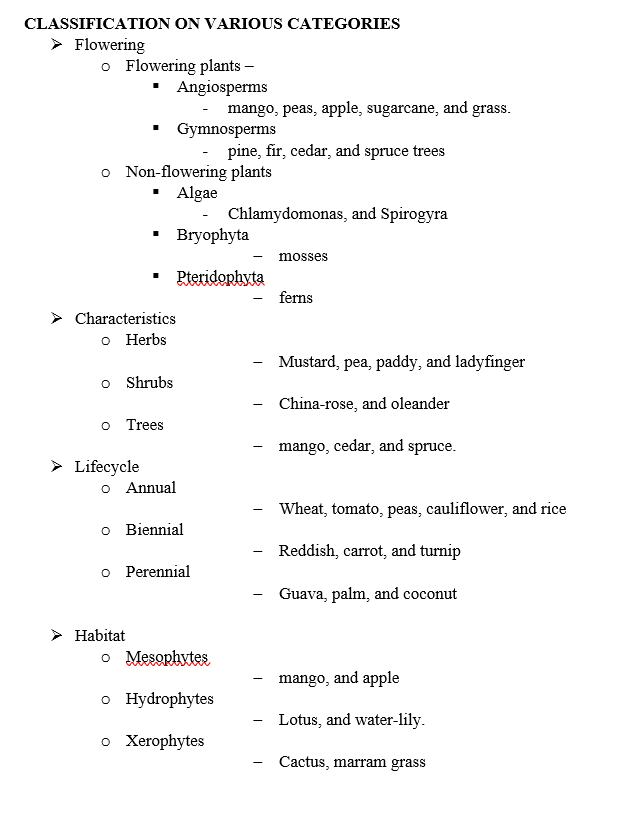 CLASSIFICATION ON VARIOUS CATEGORIES
➢ Flowering
o Flowering plants –
▪ Angiosperms
- mango, peas, apple, sugarcane, and grass.
▪ Gymnosperms
- pine, fir, cedar, and spruce trees
o Non-flowering plants
▪ Algae
- Chlamydomonas, and Spirogyra
▪ Bryophyta
– mosses
▪ Pteridophyta
– ferns
➢ Characteristics
o Herbs
– Mustard, pea, paddy, and ladyfinger
o Shrubs
– China-rose, and oleander
o Trees
– mango, cedar, and spruce.
➢ Lifecycle
o Annual
– Wheat, tomato, peas, cauliflower, and rice
o Biennial
– Reddish, carrot, and turnip
o Perennial
– Guava, palm, and coconut
➢ Habitat
o Mesophytes
– mango, and apple
o Hydrophytes
– Lotus, and water-lily.
o Xerophytes
– Cactus, marram grass